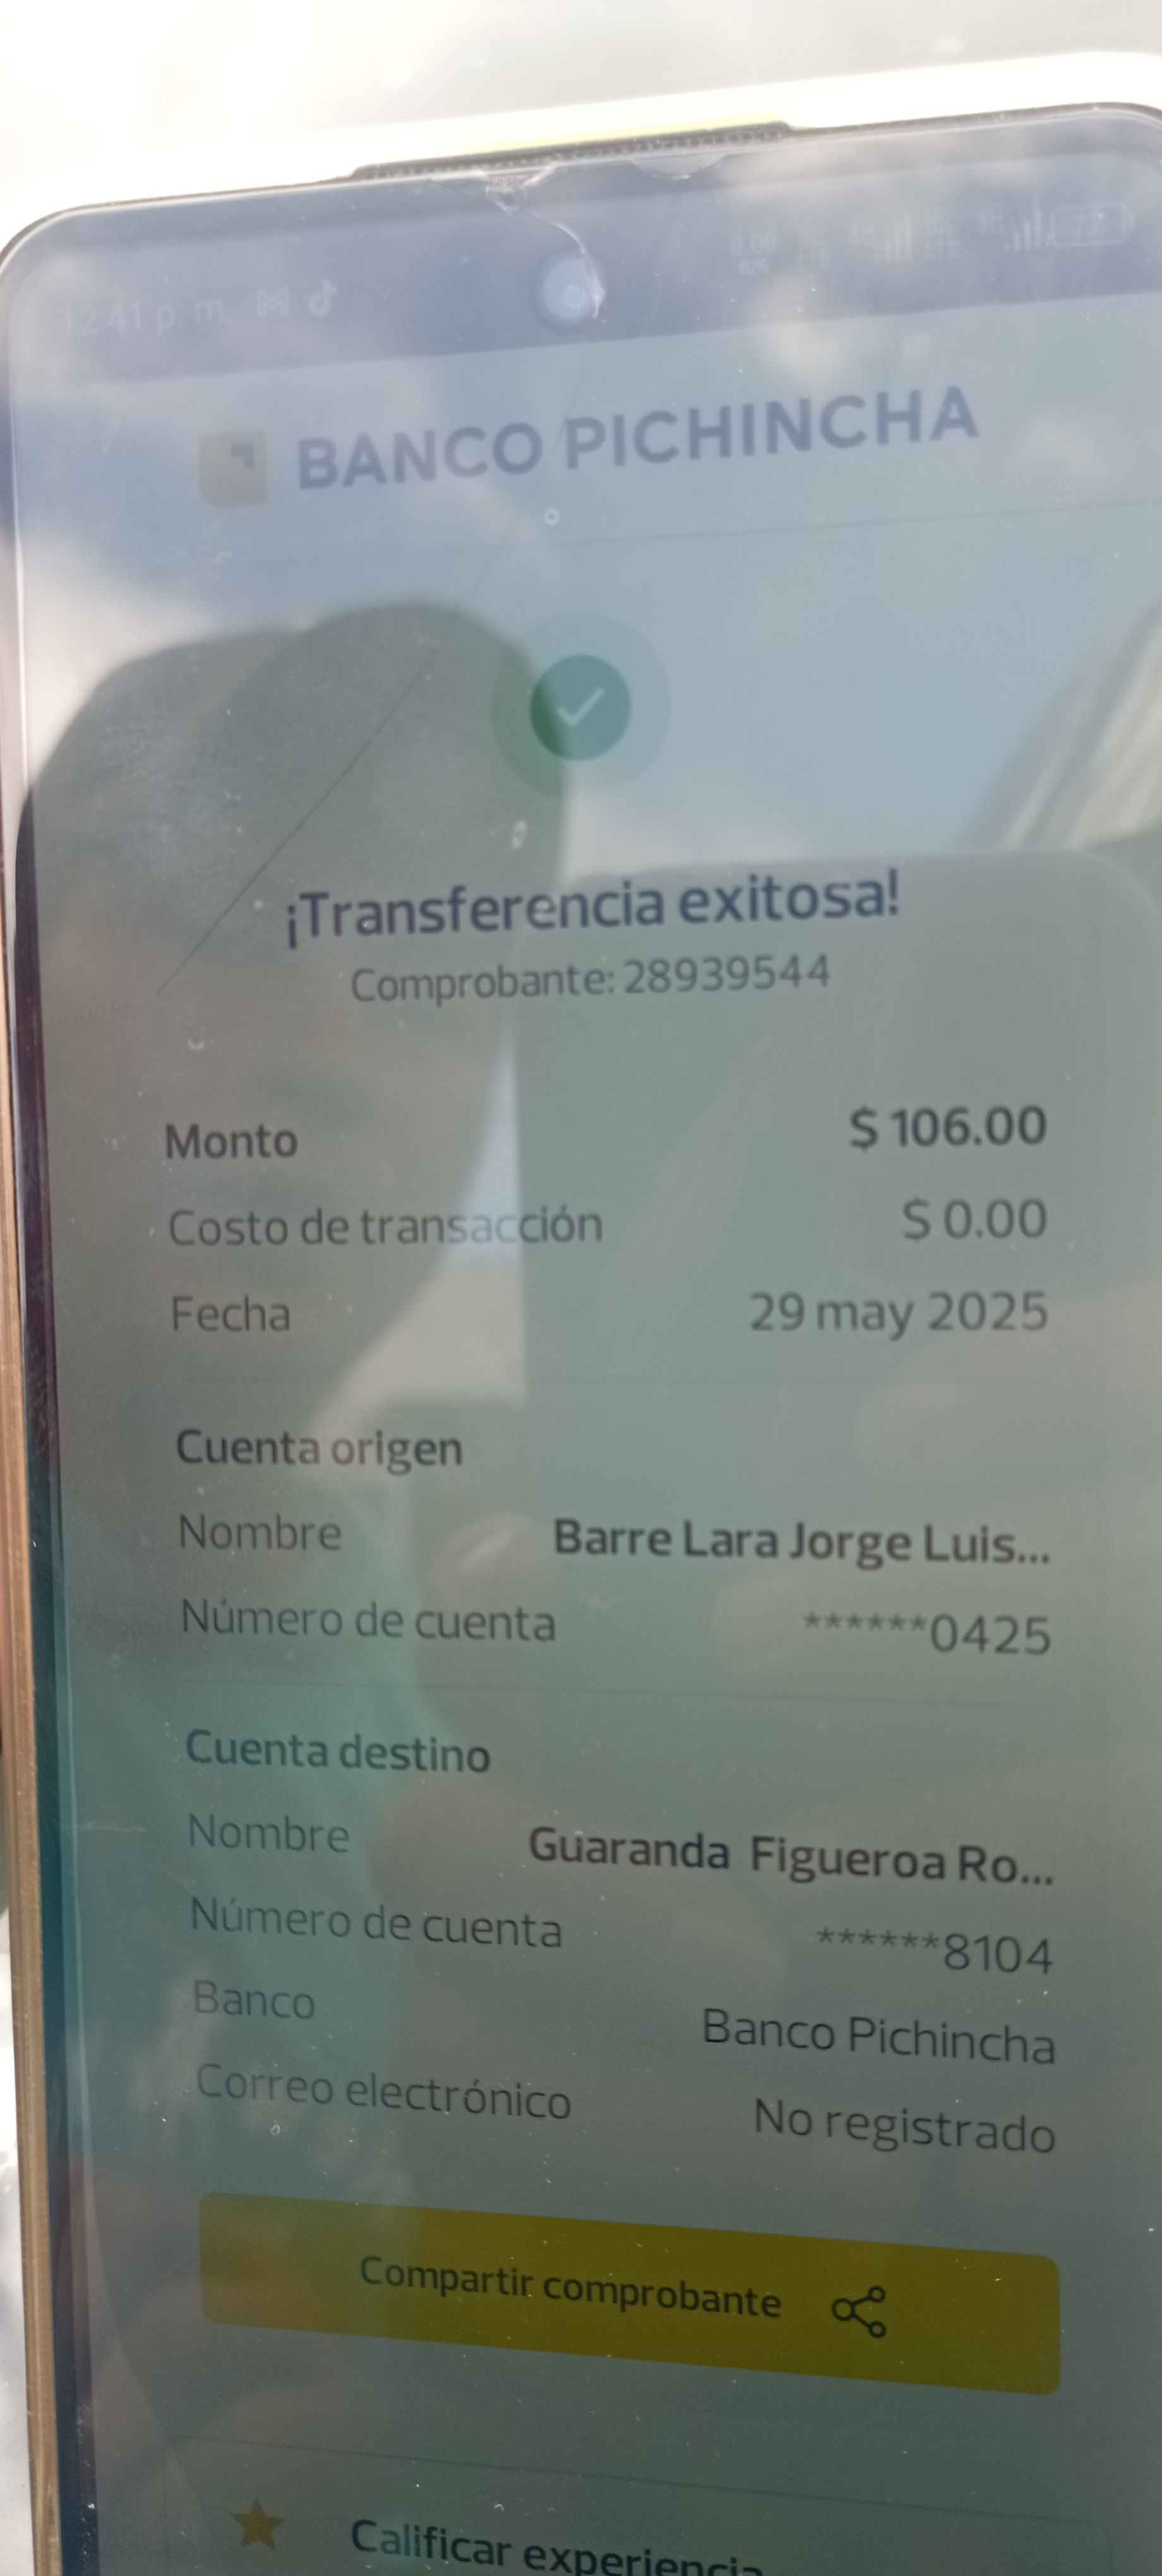 2:41 p. m.
BANCO PICHINCHA
¡Transferencia exitosa!
Comprobante: 28939544
Monto $ 106.00
Costo de transacción $ 0.00
Fecha 29 may 2025
Cuenta origen
Nombre Barre Lara Jorge Luis...
Número de cuenta ******0425
Cuenta destino
Nombre Guaranda Figueroa Ro...
Número de cuenta ******8104
Banco Banco Pichincha
Correo electrónico No registrado
Compartir comprobante
Calificar experiencia